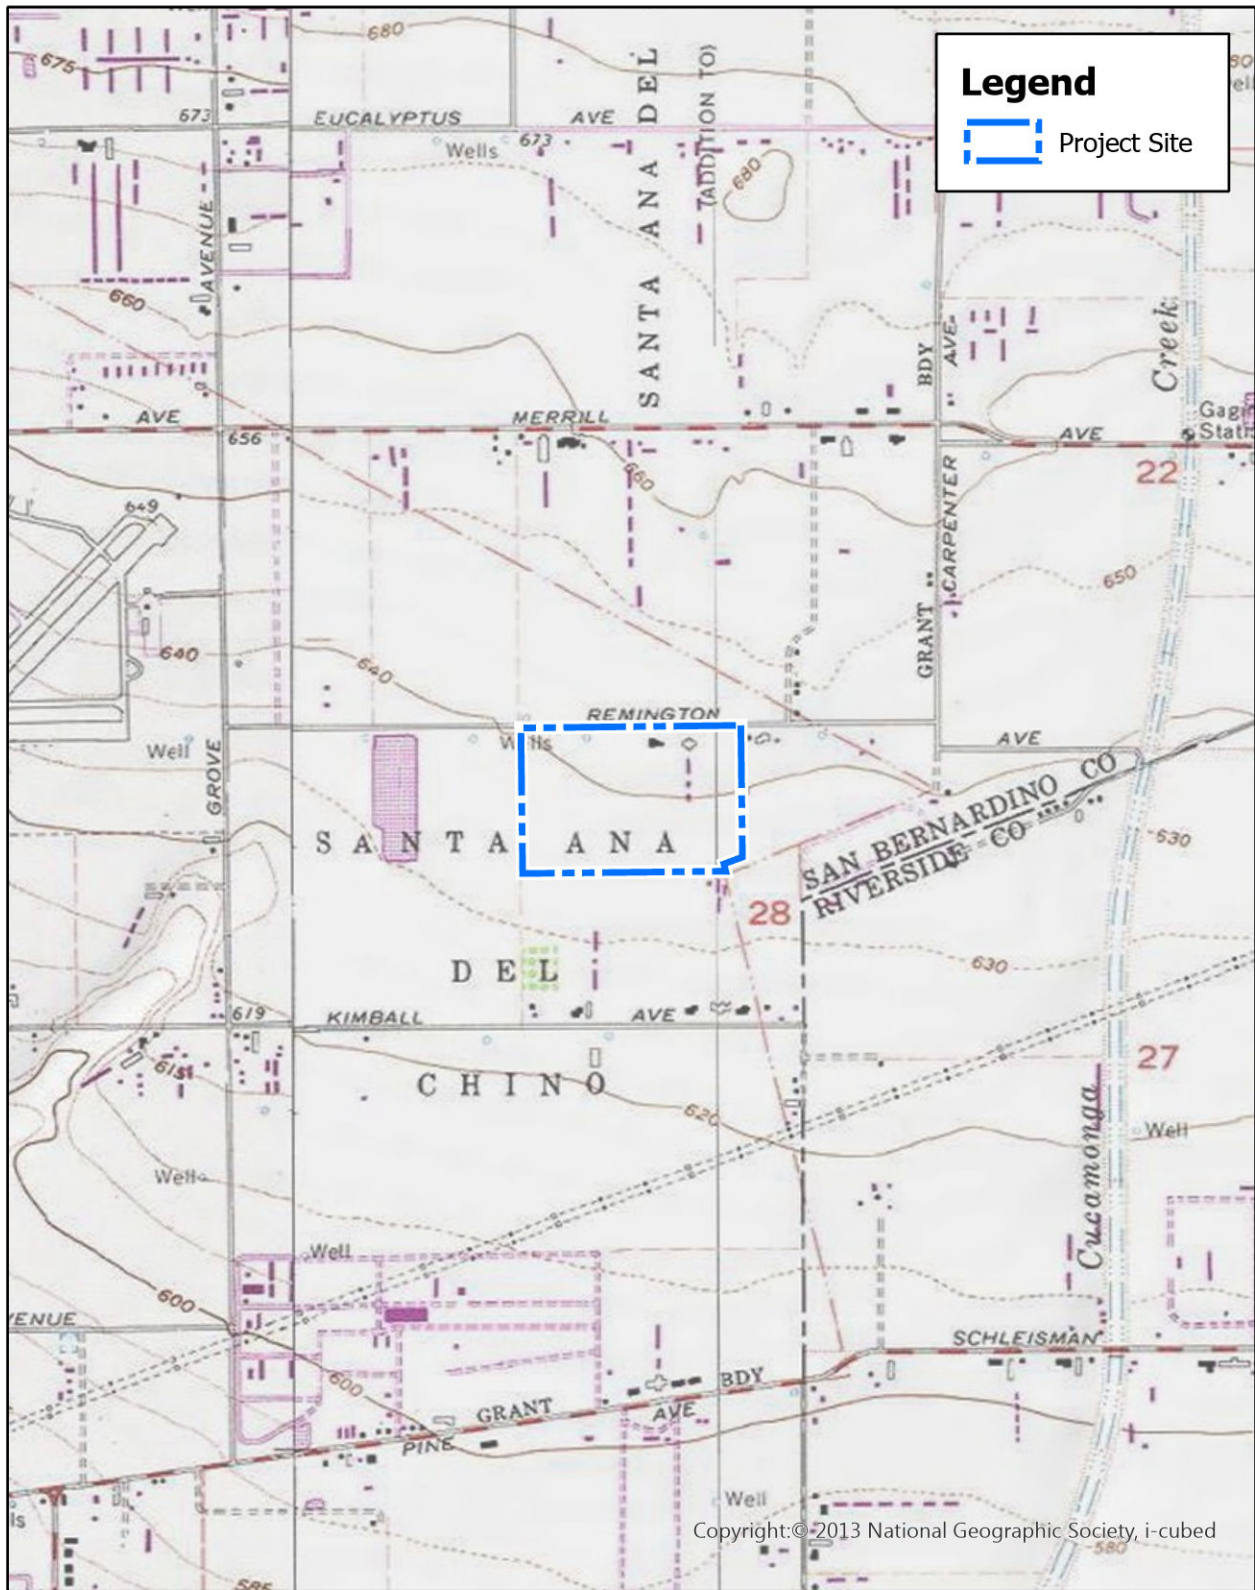 680
675
Legend
Project Site
673
EUCALYPTUS AVE
673
Wells
SANTA ANA DEL
(ADDITION TO)
680
AVENUE
660
BDY
AVE
Creek
AVE
MERRILL
AVE
656
22
660
649
CARPENTER
650
GRANT
640
640
REMINGTON
AVE
Well
Wells
GROVE
SAN BERNARDINO CO
RIVERSIDE CO
630
SANTA ANA
28
DEL
630
619
KIMBALL AVE
27
615
CHINO
620
Cucamonga
Well
Well
Well
600
VENUE
SCHLEISMAN
600
BDY
GRANT
AVE
PINE
Well
ls
Copyright:© 2013 National Geographic Society, i-cubed
580
585